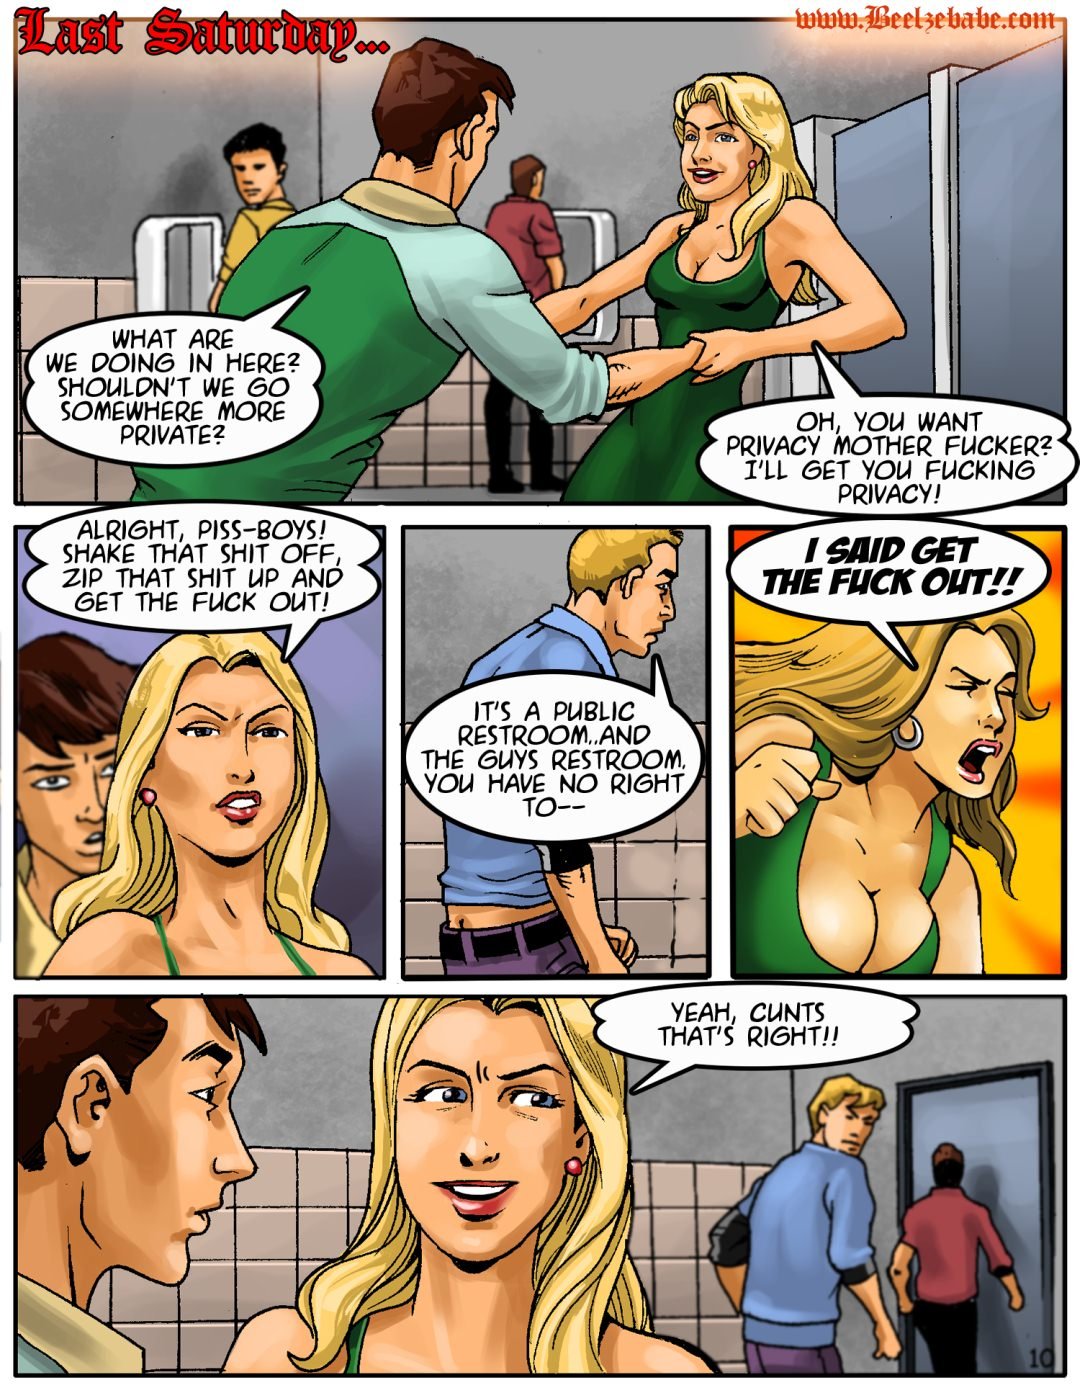 Last Saturday...
www.Beelzebabe.com
WHAT ARE
WE DOING IN HERE?
SHOULDN'T WE GO
SOMEWHERE MORE
PRIVATE?
OH, YOU WANT
PRIVACY MOTHER FUCKER?
I'LL GET YOU FUCKING
PRIVACY!
ALRIGHT, PISS-BOYS!
SHAKE THAT SHIT OFF,
ZIP THAT SHIT UP AND
GET THE FUCK OUT!
IT'S A PUBLIC
RESTROOM..AND
THE GUYS RESTROOM.
YOU HAVE NO RIGHT
TO--
I SAID GET
THE FUCK OUT!!
YEAH, CUNTS
THAT'S RIGHT!!
10